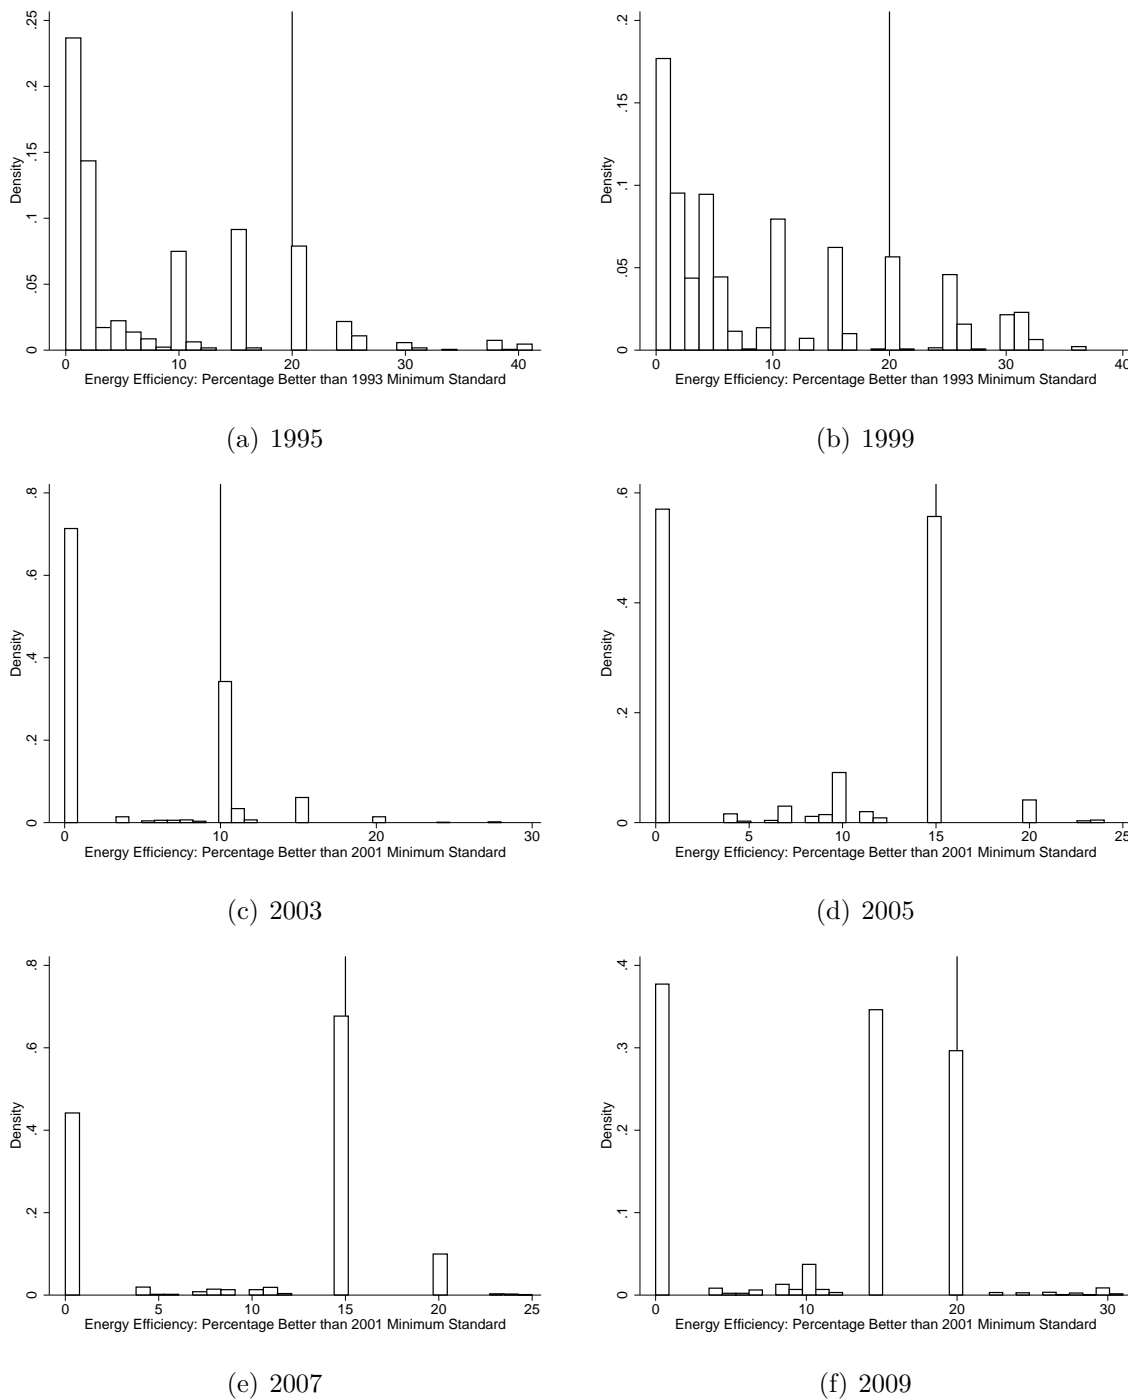 Density
0 .05 .1 .15 .2 .25
0 10 20 30 40
Energy Efficiency: Percentage Better than 1993 Minimum Standard
(a) 1995
Density
0 .05 .1 .15 .2
0 10 20 30 40
Energy Efficiency: Percentage Better than 1993 Minimum Standard
(b) 1999
Density
0 .2 .4 .6 .8
0 10 20 30
Energy Efficiency: Percentage Better than 2001 Minimum Standard
(c) 2003
Density
0 .2 .4 .6
0 5 10 15 20 25
Energy Efficiency: Percentage Better than 2001 Minimum Standard
(d) 2005
Density
0 .2 .4 .6 .8
0 5 10 15 20 25
Energy Efficiency: Percentage Better than 2001 Minimum Standard
(e) 2007
Density
0 .1 .2 .3 .4
0 10 20 30
Energy Efficiency: Percentage Better than 2001 Minimum Standard
(f) 2009